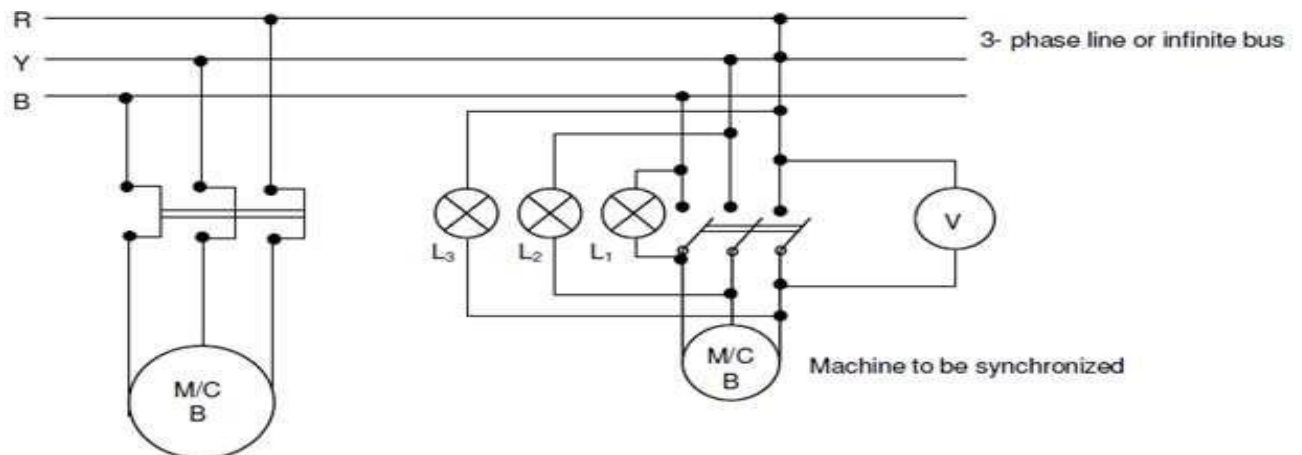 R
3- phase line or infinite bus
Y
B
L₃
L₂
L₁
V
M/C
B
M/C
B
Machine to be synchronized